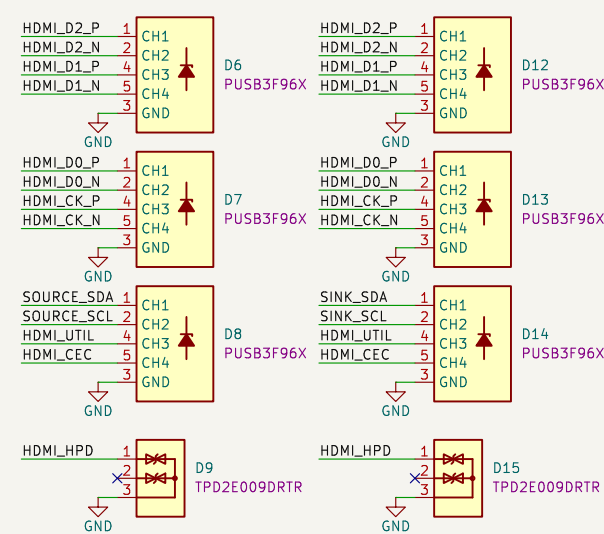 HDMI_D2_P 1 CH1
HDMI_D2_N 2 CH2
HDMI_D1_P 4 CH3
HDMI_D1_N 5 CH4
3 GND
GND
D6
PUSB3F96X
HDMI_D2_P 1 CH1
HDMI_D2_N 2 CH2
HDMI_D1_P 4 CH3
HDMI_D1_N 5 CH4
3 GND
GND
D12
PUSB3F96X
HDMI_D0_P 1 CH1
HDMI_D0_N 2 CH2
HDMI_CK_P 4 CH3
HDMI_CK_N 5 CH4
3 GND
GND
D7
PUSB3F96X
HDMI_D0_P 1 CH1
HDMI_D0_N 2 CH2
HDMI_CK_P 4 CH3
HDMI_CK_N 5 CH4
3 GND
GND
D13
PUSB3F96X
SOURCE_SDA 1 CH1
SOURCE_SCL 2 CH2
HDMI_UTIL 4 CH3
HDMI_CEC 5 CH4
3 GND
GND
D8
PUSB3F96X
SINK_SDA 1 CH1
SINK_SCL 2 CH2
HDMI_UTIL 4 CH3
HDMI_CEC 5 CH4
3 GND
GND
D14
PUSB3F96X
HDMI_HPD 1
2
3
GND
D9
TPD2E009DRTR
HDMI_HPD 1
2
3
GND
D15
TPD2E009DRTR